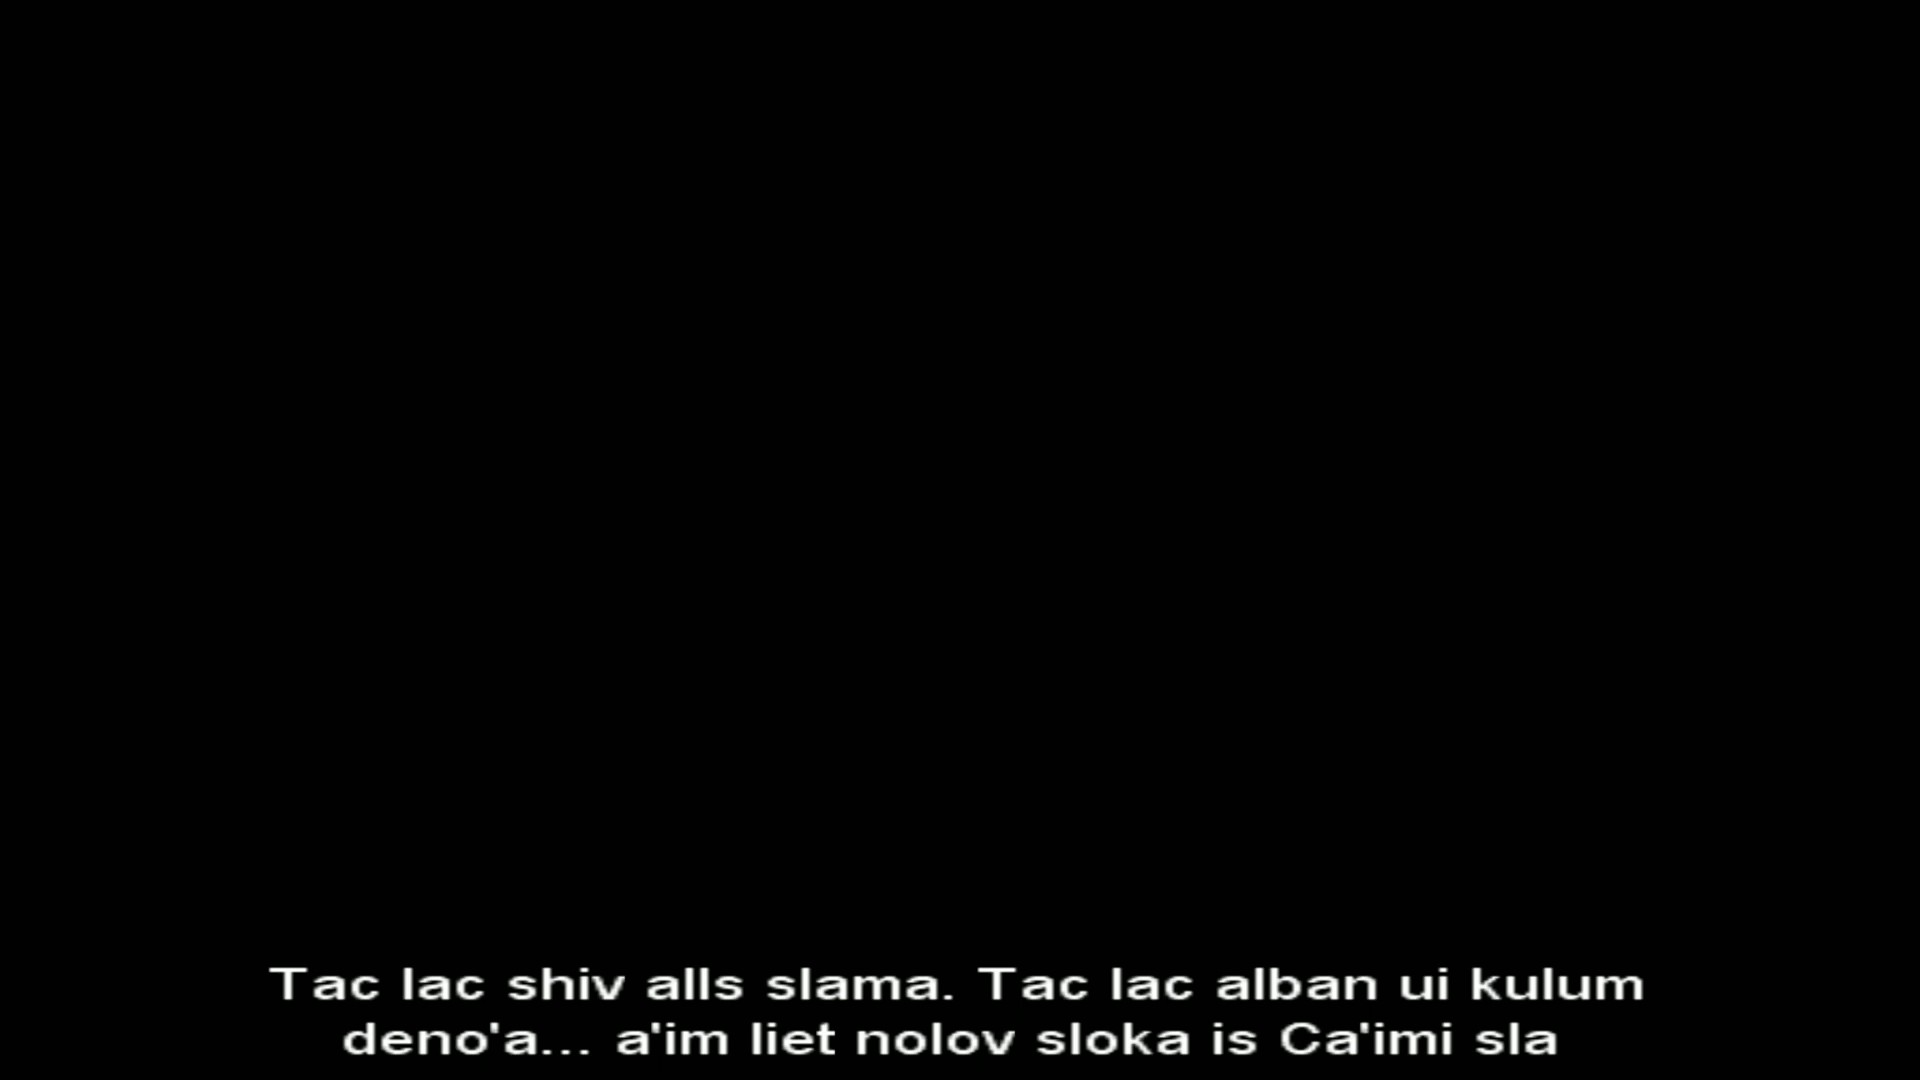 Tac lac shiv alls slama. Tac lac alban ui kulum
deno'a... a'im liet nolov sloka is Ca'imi sla